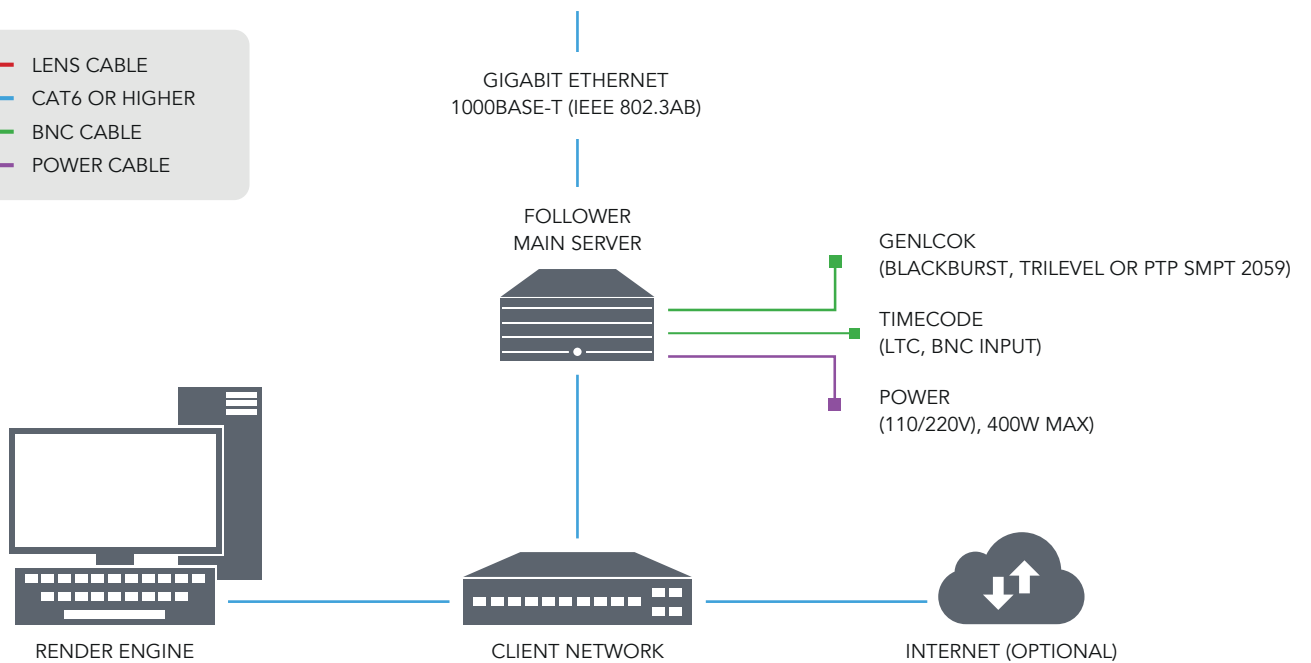 LENS CABLE
CAT6 OR HIGHER
BNC CABLE
POWER CABLE
GIGABIT ETHERNET
1000BASE-T (IEEE 802.3AB)
FOLLOWER
MAIN SERVER
GENLCOK
(BLACKBURST, TRILEVEL OR PTP SMPT 2059)
TIMECODE
(LTC, BNC INPUT)
POWER
(110/220V), 400W MAX)
RENDER ENGINE
CLIENT NETWORK
INTERNET (OPTIONAL)